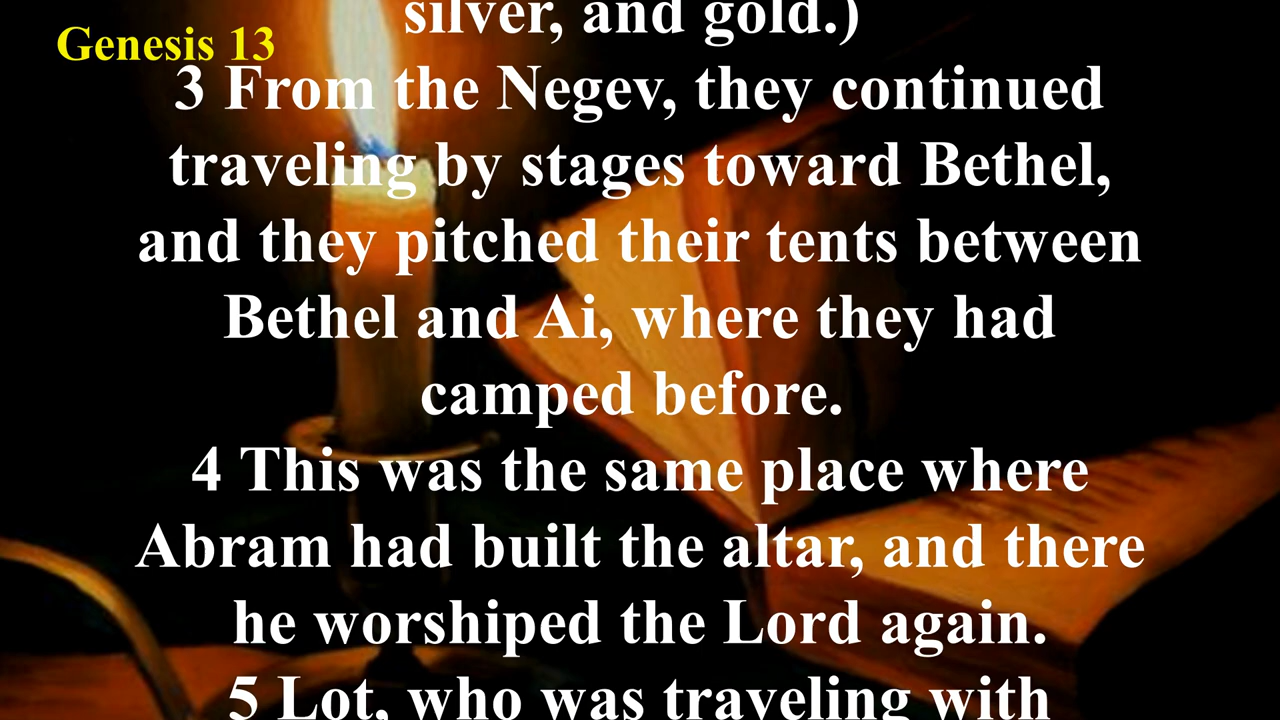 Genesis 13
silver, and gold.)
3 From the Negev, they continued
traveling by stages toward Bethel,
and they pitched their tents between
Bethel and Ai, where they had
camped before.
4 This was the same place where
Abram had built the altar, and there
he worshiped the Lord again.
5 Lot, who was traveling with